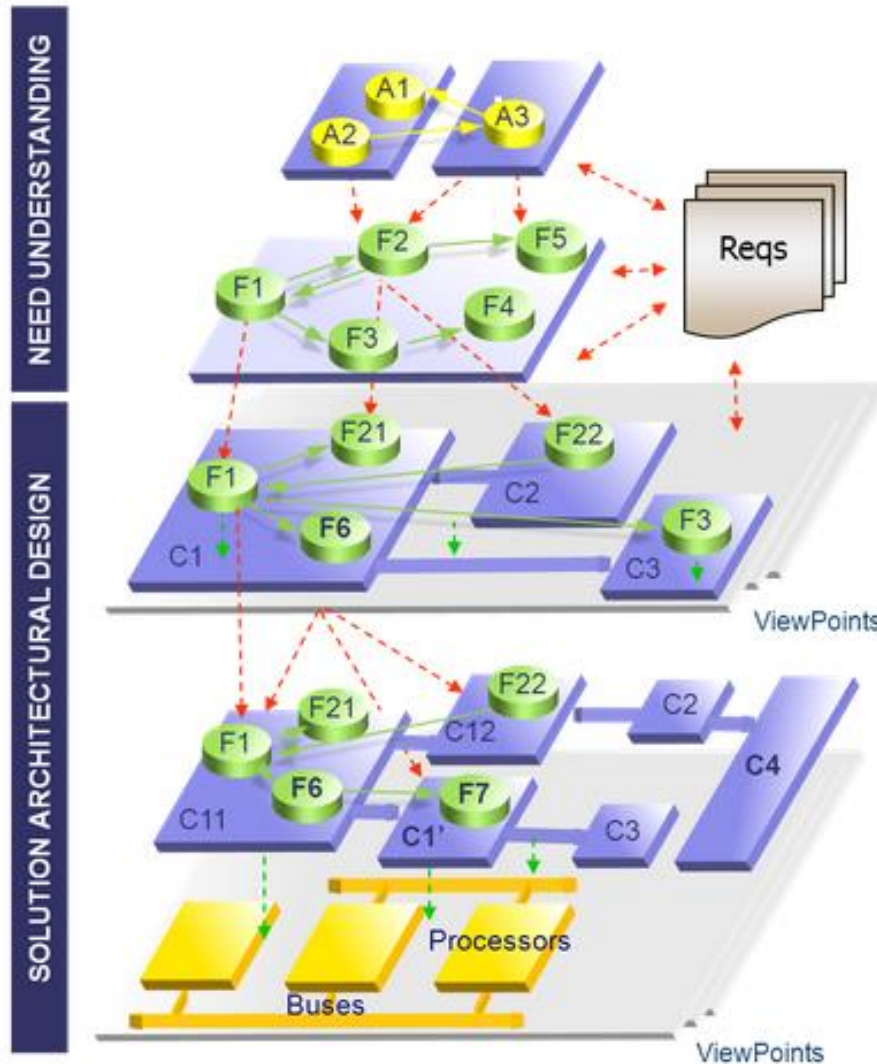 NEED UNDERSTANDING
A1
A3
A2
F2
F5
Reqs
F1
F4
F3
SOLUTION ARCHITECTURAL DESIGN
F21
F22
F1
C2
F6
F3
C1
C3
ViewPoints
F22
F21
C2
C12
F1
C4
F6
F7
C11
C1’
C3
Processors
Buses
ViewPoints